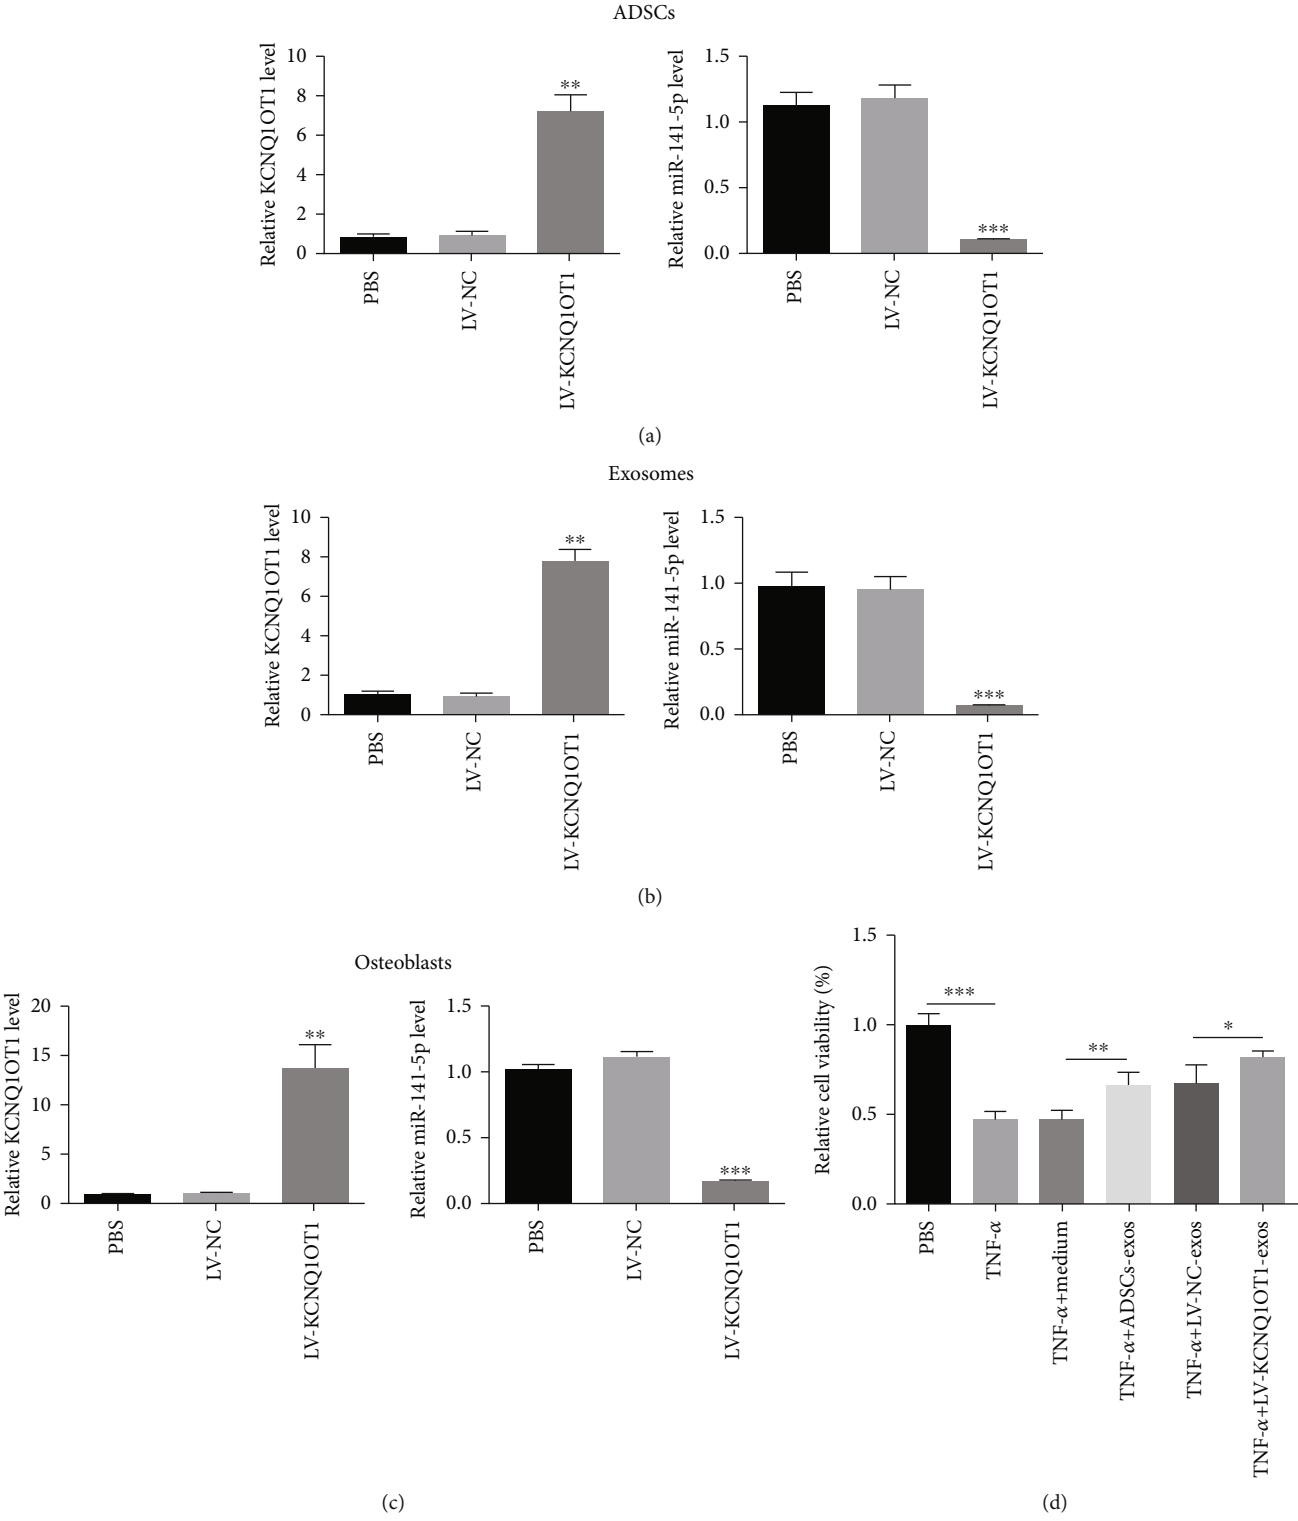 ADSCs
Relative KCNQ1OT1 level
10
8
6
4
2
0
**
PBS
LV-NC
LV-KCNQ1OT1
Relative miR-141-5p level
1.5
1.0
0.5
0.0
***
PBS
LV-NC
LV-KCNQ1OT1
(a)
Exosomes
Relative KCNQ1OT1 level
10
8
6
4
2
0
**
PBS
LV-NC
LV-KCNQ1OT1
Relative miR-141-5p level
1.5
1.0
0.5
0.0
***
PBS
LV-NC
LV-KCNQ1OT1
(b)
Osteoblasts
Relative KCNQ1OT1 level
20
15
10
5
0
**
PBS
LV-NC
LV-KCNQ1OT1
Relative miR-141-5p level
1.5
1.0
0.5
0.0
***
PBS
LV-NC
LV-KCNQ1OT1
(c)
Relative cell viability (%)
1.5
1.0
0.5
0.0
***
**
*
PBS
TNF-α
TNF-α+medium
TNF-α+ADSCs-exos
TNF-α+LV-NC-exos
TNF-α+LV-KCNQ1OT1-exos
(d)